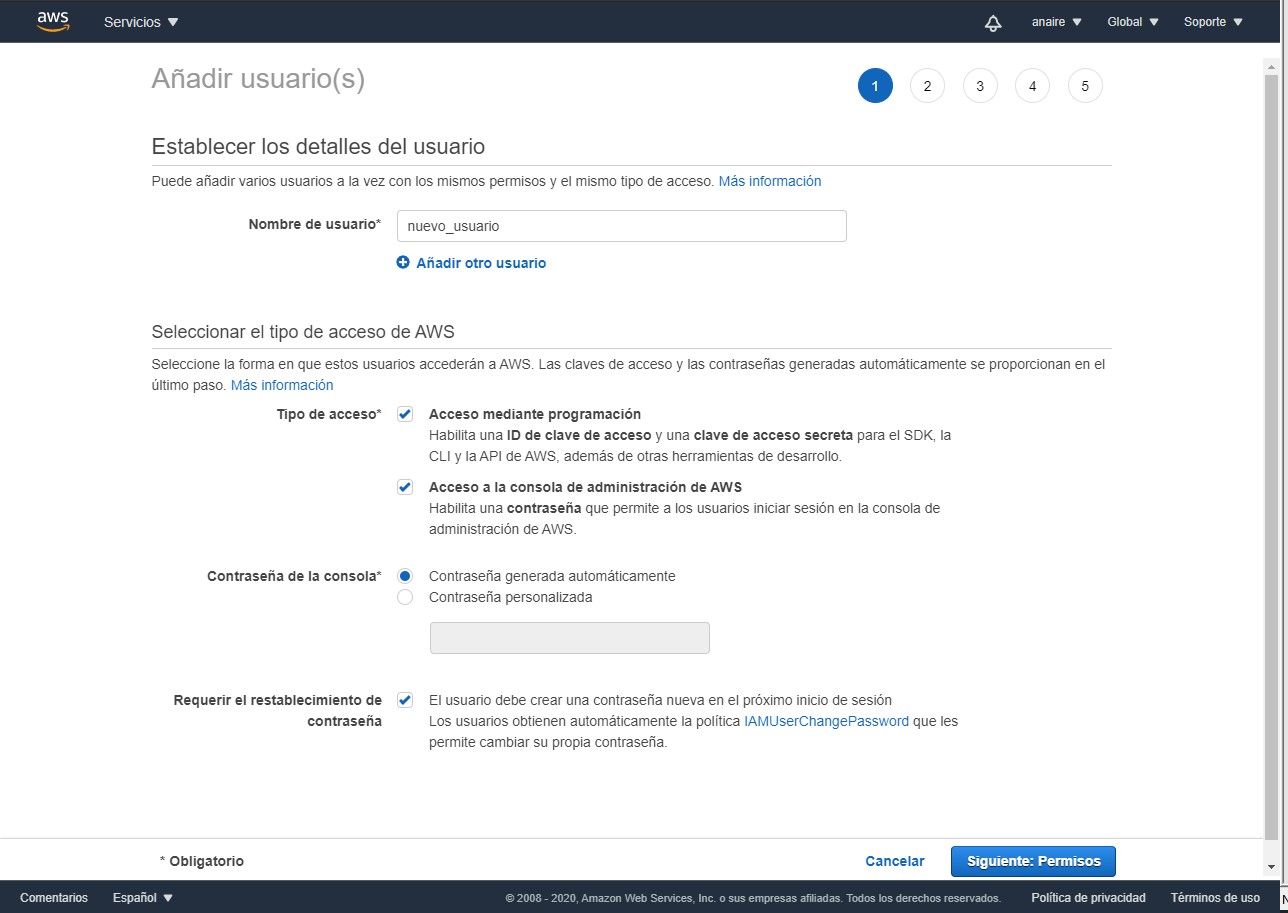 aws Servicios anaire Global Soporte
Añadir usuario(s) 1 2 3 4 5
Establecer los detalles del usuario
Puede añadir varios usuarios a la vez con los mismos permisos y el mismo tipo de acceso. Más información
Nombre de usuario* nuevo_usuario
Añadir otro usuario
Seleccionar el tipo de acceso de AWS
Seleccione la forma en que estos usuarios accederán a AWS. Las claves de acceso y las contraseñas generadas automáticamente se proporcionan en el
último paso. Más información
Tipo de acceso* Acceso mediante programación
Habilita una ID de clave de acceso y una clave de acceso secreta para el SDK, la
CLI y la API de AWS, además de otras herramientas de desarrollo.
Acceso a la consola de administración de AWS
Habilita una contraseña que permite a los usuarios iniciar sesión en la consola de
administración de AWS.
Contraseña de la consola* Contraseña generada automáticamente
Contraseña personalizada
Requerir el restablecimiento de El usuario debe crear una contraseña nueva en el próximo inicio de sesión
contraseña Los usuarios obtienen automáticamente la política IAMUserChangePassword que les
permite cambiar su propia contraseña.
* Obligatorio Cancelar Siguiente: Permisos
Comentarios Español © 2008 - 2020, Amazon Web Services, Inc. o sus empresas afiliadas. Todos los derechos reservados. Política de privacidad Términos de uso